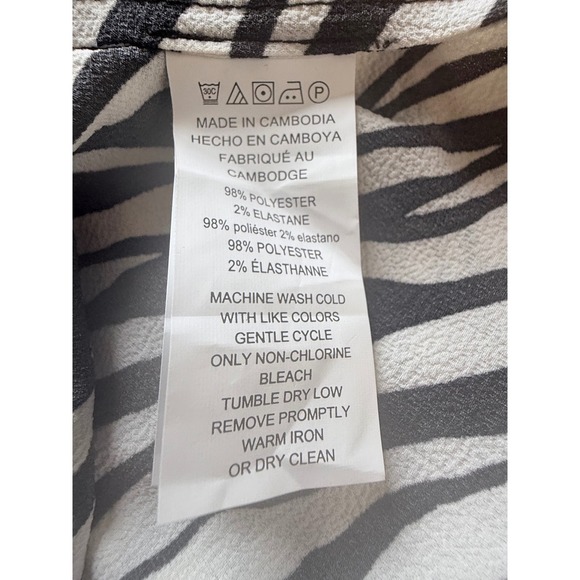 30C P
MADE IN CAMBODIA
HECHO EN CAMBOYA
FABRIQUÉ AU
CAMBODGE
98% POLYESTER
2% ELASTANE
98% poliéster 2% elastano
98% POLYESTER
2% ÉLASTHANNE
MACHINE WASH COLD
WITH LIKE COLORS
GENTLE CYCLE
ONLY NON-CHLORINE
BLEACH
TUMBLE DRY LOW
REMOVE PROMPTLY
WARM IRON
OR DRY CLEAN